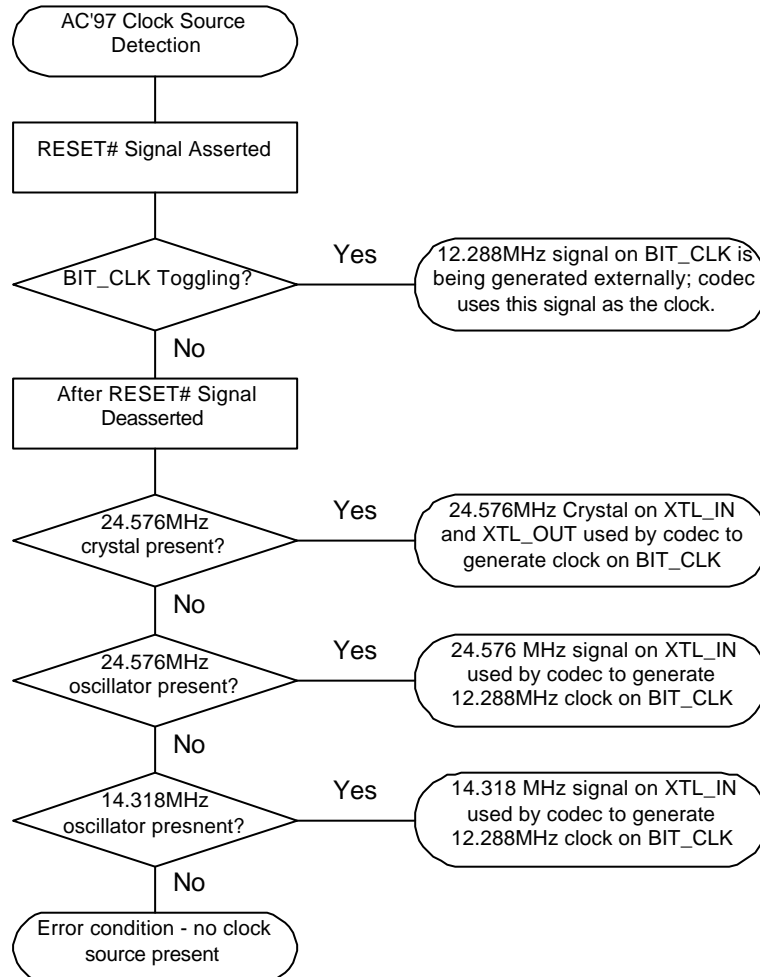 AC'97 Clock Source
Detection
RESET# Signal Asserted
BIT_CLK Toggling?
Yes
12.288MHz signal on BIT_CLK is
being generated externally; codec
uses this signal as the clock.
No
After RESET# Signal
Deasserted
24.576MHz
crystal present?
Yes
24.576MHz Crystal on XTL_IN
and XTL_OUT used by codec to
generate clock on BIT_CLK
No
24.576MHz
oscillator present?
Yes
24.576 MHz signal on XTL_IN
used by codec to generate
12.288MHz clock on BIT_CLK
No
14.318MHz
oscillator presnent?
Yes
14.318 MHz signal on XTL_IN
used by codec to generate
12.288MHz clock on BIT_CLK
No
Error condition - no clock
source present